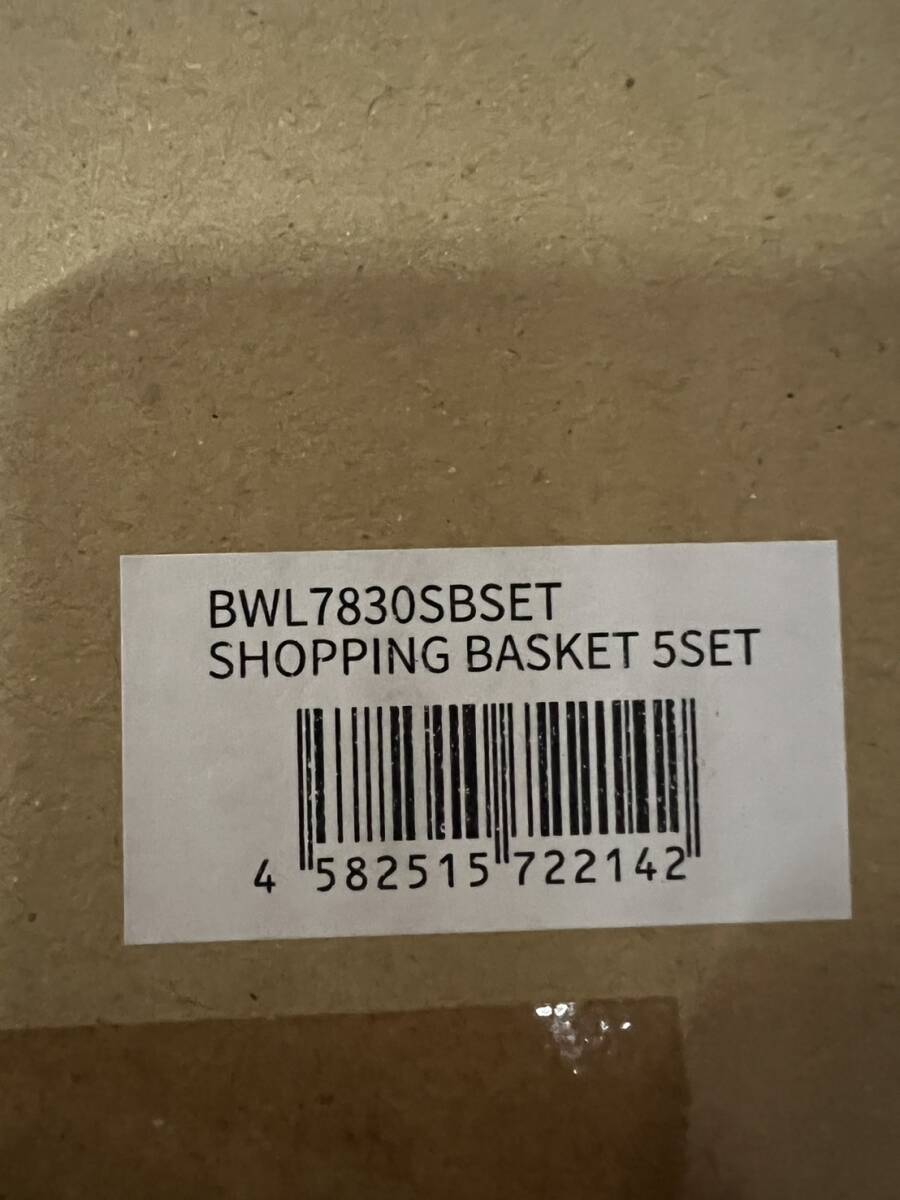 BWL7830SBSET
SHOPPING BASKET 5SET
4 582515 722142